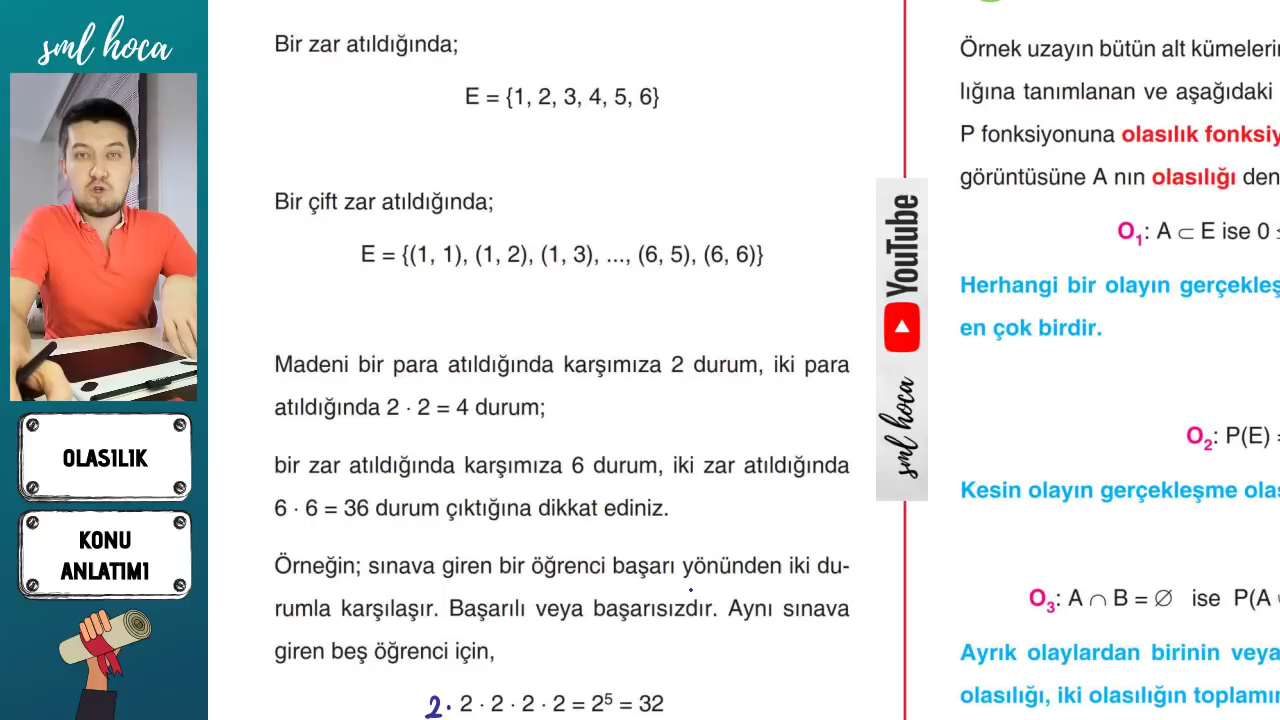 sml hoca
OLASILIK
KONU
ANLATIMI
Bir zar atıldığında;
E = {1, 2, 3, 4, 5, 6}
Bir çift zar atıldığında;
E = {(1, 1), (1, 2), (1, 3), ..., (6, 5), (6, 6)}
Madeni bir para atıldığında karşımıza 2 durum, iki para
atıldığında 2 · 2 = 4 durum;
bir zar atıldığında karşımıza 6 durum, iki zar atıldığında
6 · 6 = 36 durum çıktığına dikkat ediniz.
Örneğin; sınava giren bir öğrenci başarı yönünden iki du-
rumla karşılaşır. Başarılı veya başarısızdır. Aynı sınava
giren beş öğrenci için,
2 · 2 · 2 · 2 · 2 = 2⁵ = 32
YouTube
sml hoca
Örnek uzayın bütün alt kümelerin
lığına tanımlanan ve aşağıdaki
P fonksiyonuna olasılık fonksiy
görüntüsüne A nın olasılığı den
O₁: A ⊂ E ise 0 ≤
Herhangi bir olayın gerçekleş
en çok birdir.
O₂: P(E) =
Kesin olayın gerçekleşme olas
O₃: A ∩ B = ∅ ise P(A ∪
Ayrık olaylardan birinin veya
olasılığı, iki olasılığın toplamın